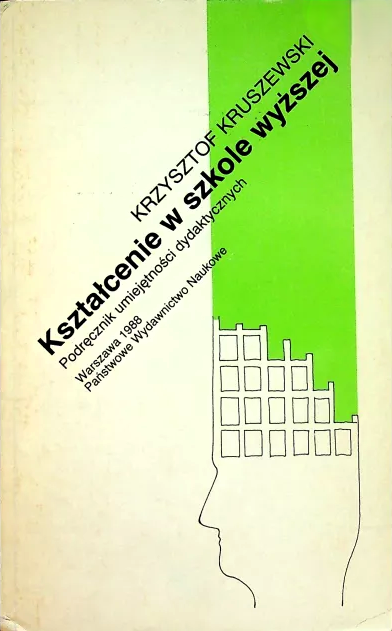 KRZYSZTOF KRUSZEWSKI
Kształcenie w szkole wyższej
Podręcznik umiejętności dydaktycznych
Warszawa 1988
Państwowe Wydawnictwo Naukowe